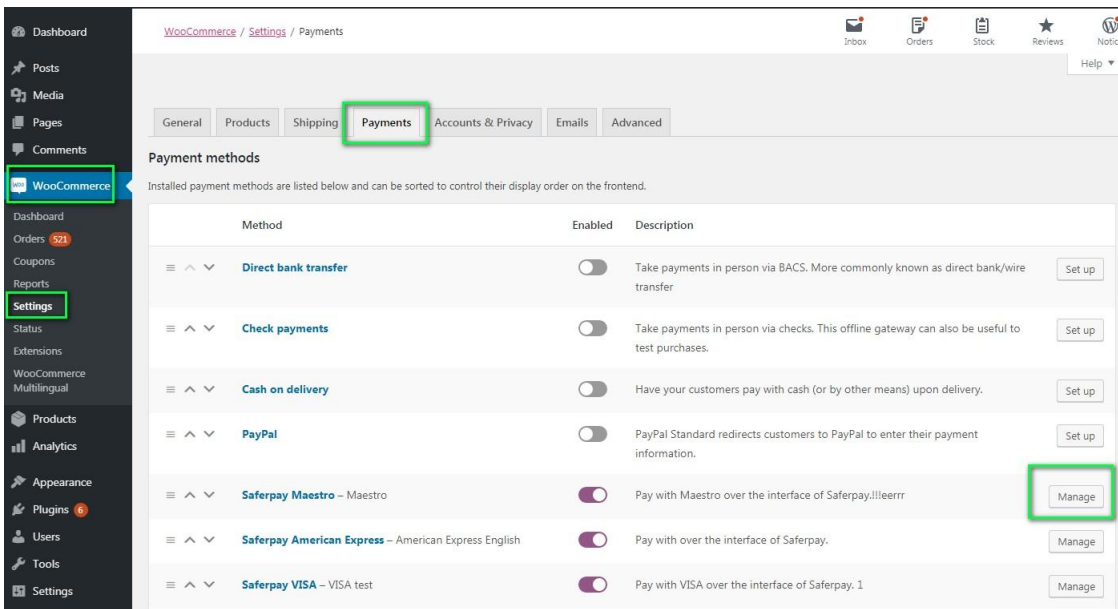 Dashboard
WooCommerce / Settings / Payments
Inbox
Orders
Stock
Reviews
Help
Posts
Media
Pages
Comments
WooCommerce
Dashboard
Orders 521
Coupons
Reports
Settings
Status
Extensions
WooCommerce
Multilingual
Products
Analytics
Appearance
Plugins 6
Users
Tools
Settings
General
Products
Shipping
Payments
Accounts & Privacy
Emails
Advanced
Payment methods
Installed payment methods are listed below and can be sorted to control their display order on the frontend.
Method
Enabled
Description
Direct bank transfer
Take payments in person via BACS. More commonly known as direct bank/wire
transfer
Set up
Check payments
Take payments in person via checks. This offline gateway can also be useful to
test purchases.
Set up
Cash on delivery
Have your customers pay with cash (or by other means) upon delivery.
Set up
PayPal
PayPal Standard redirects customers to PayPal to enter their payment
information.
Set up
Saferpay Maestro – Maestro
Pay with Maestro over the interface of Saferpay.!!!eerrr
Manage
Saferpay American Express – American Express English
Pay with over the interface of Saferpay.
Manage
Saferpay VISA – VISA test
Pay with VISA over the interface of Saferpay. 1
Manage